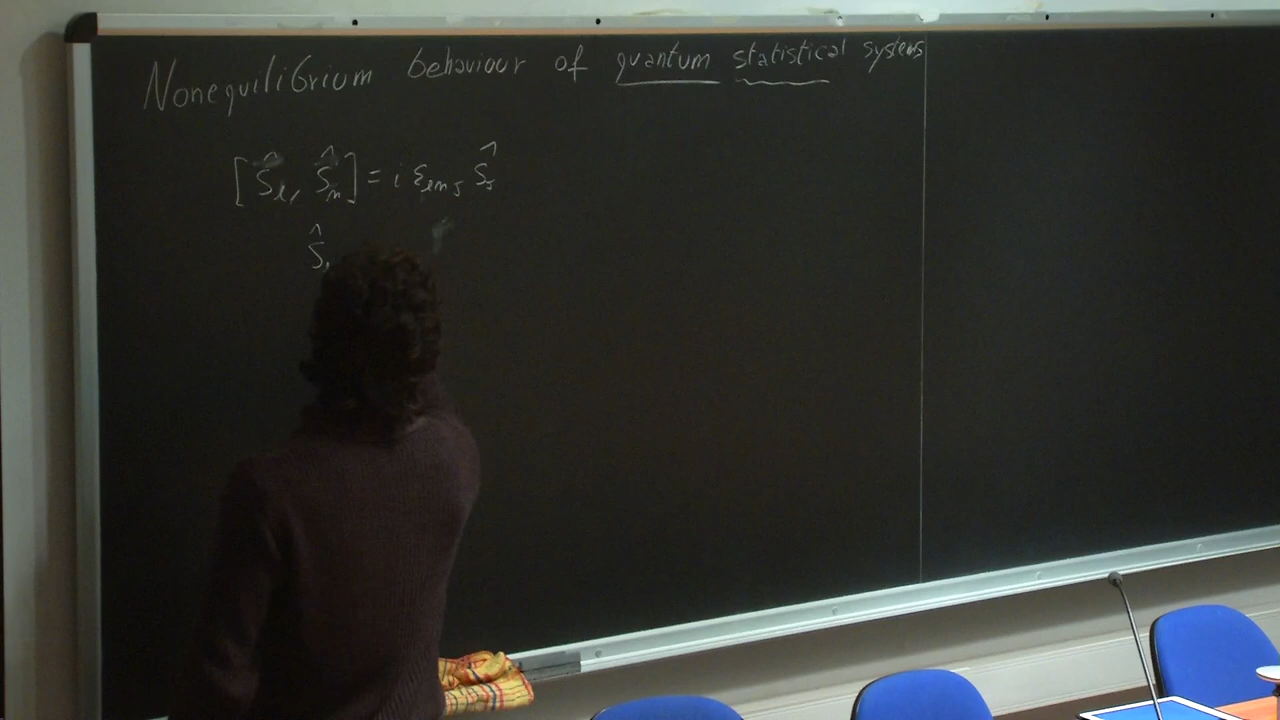 Nonequilibrium behaviour of quantum statistical systems
[Ŝ_ℓ, Ŝ_m] = i ε_ℓmj Ŝ_j
Ŝ